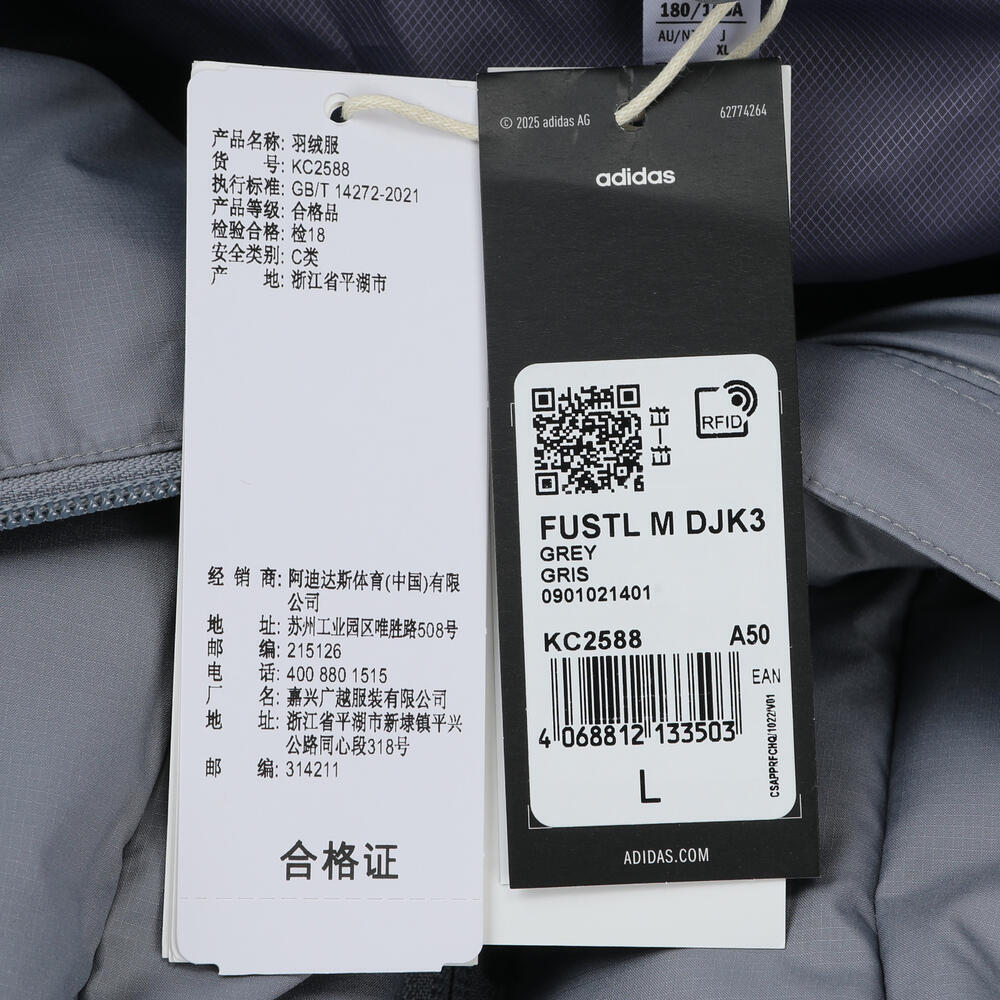 AU/N
J
XL
产品名称: 羽绒服
货 号: KC2588
执行标准: GB/T 14272-2021
产品等级: 合格品
检验合格: 检18
安全类别: C类
产 地: 浙江省平湖市
经 销 商: 阿迪达斯体育(中国)有限
公司
地 址: 苏州工业园区唯胜路508号
邮 编: 215126
电 话: 400 880 1515
厂 名: 嘉兴广越服装有限公司
地 址: 浙江省平湖市新埭镇平兴
公路同心段318号
邮 编: 314211
合格证
© 2025 adidas AG
62774264
adidas
RFID
FUSTL M DJK3
GREY
GRIS
0901021401
KC2588 A50
EAN
4 068812 133503
CSAPPRFCHQ/1022/V01
L
ADIDAS.COM